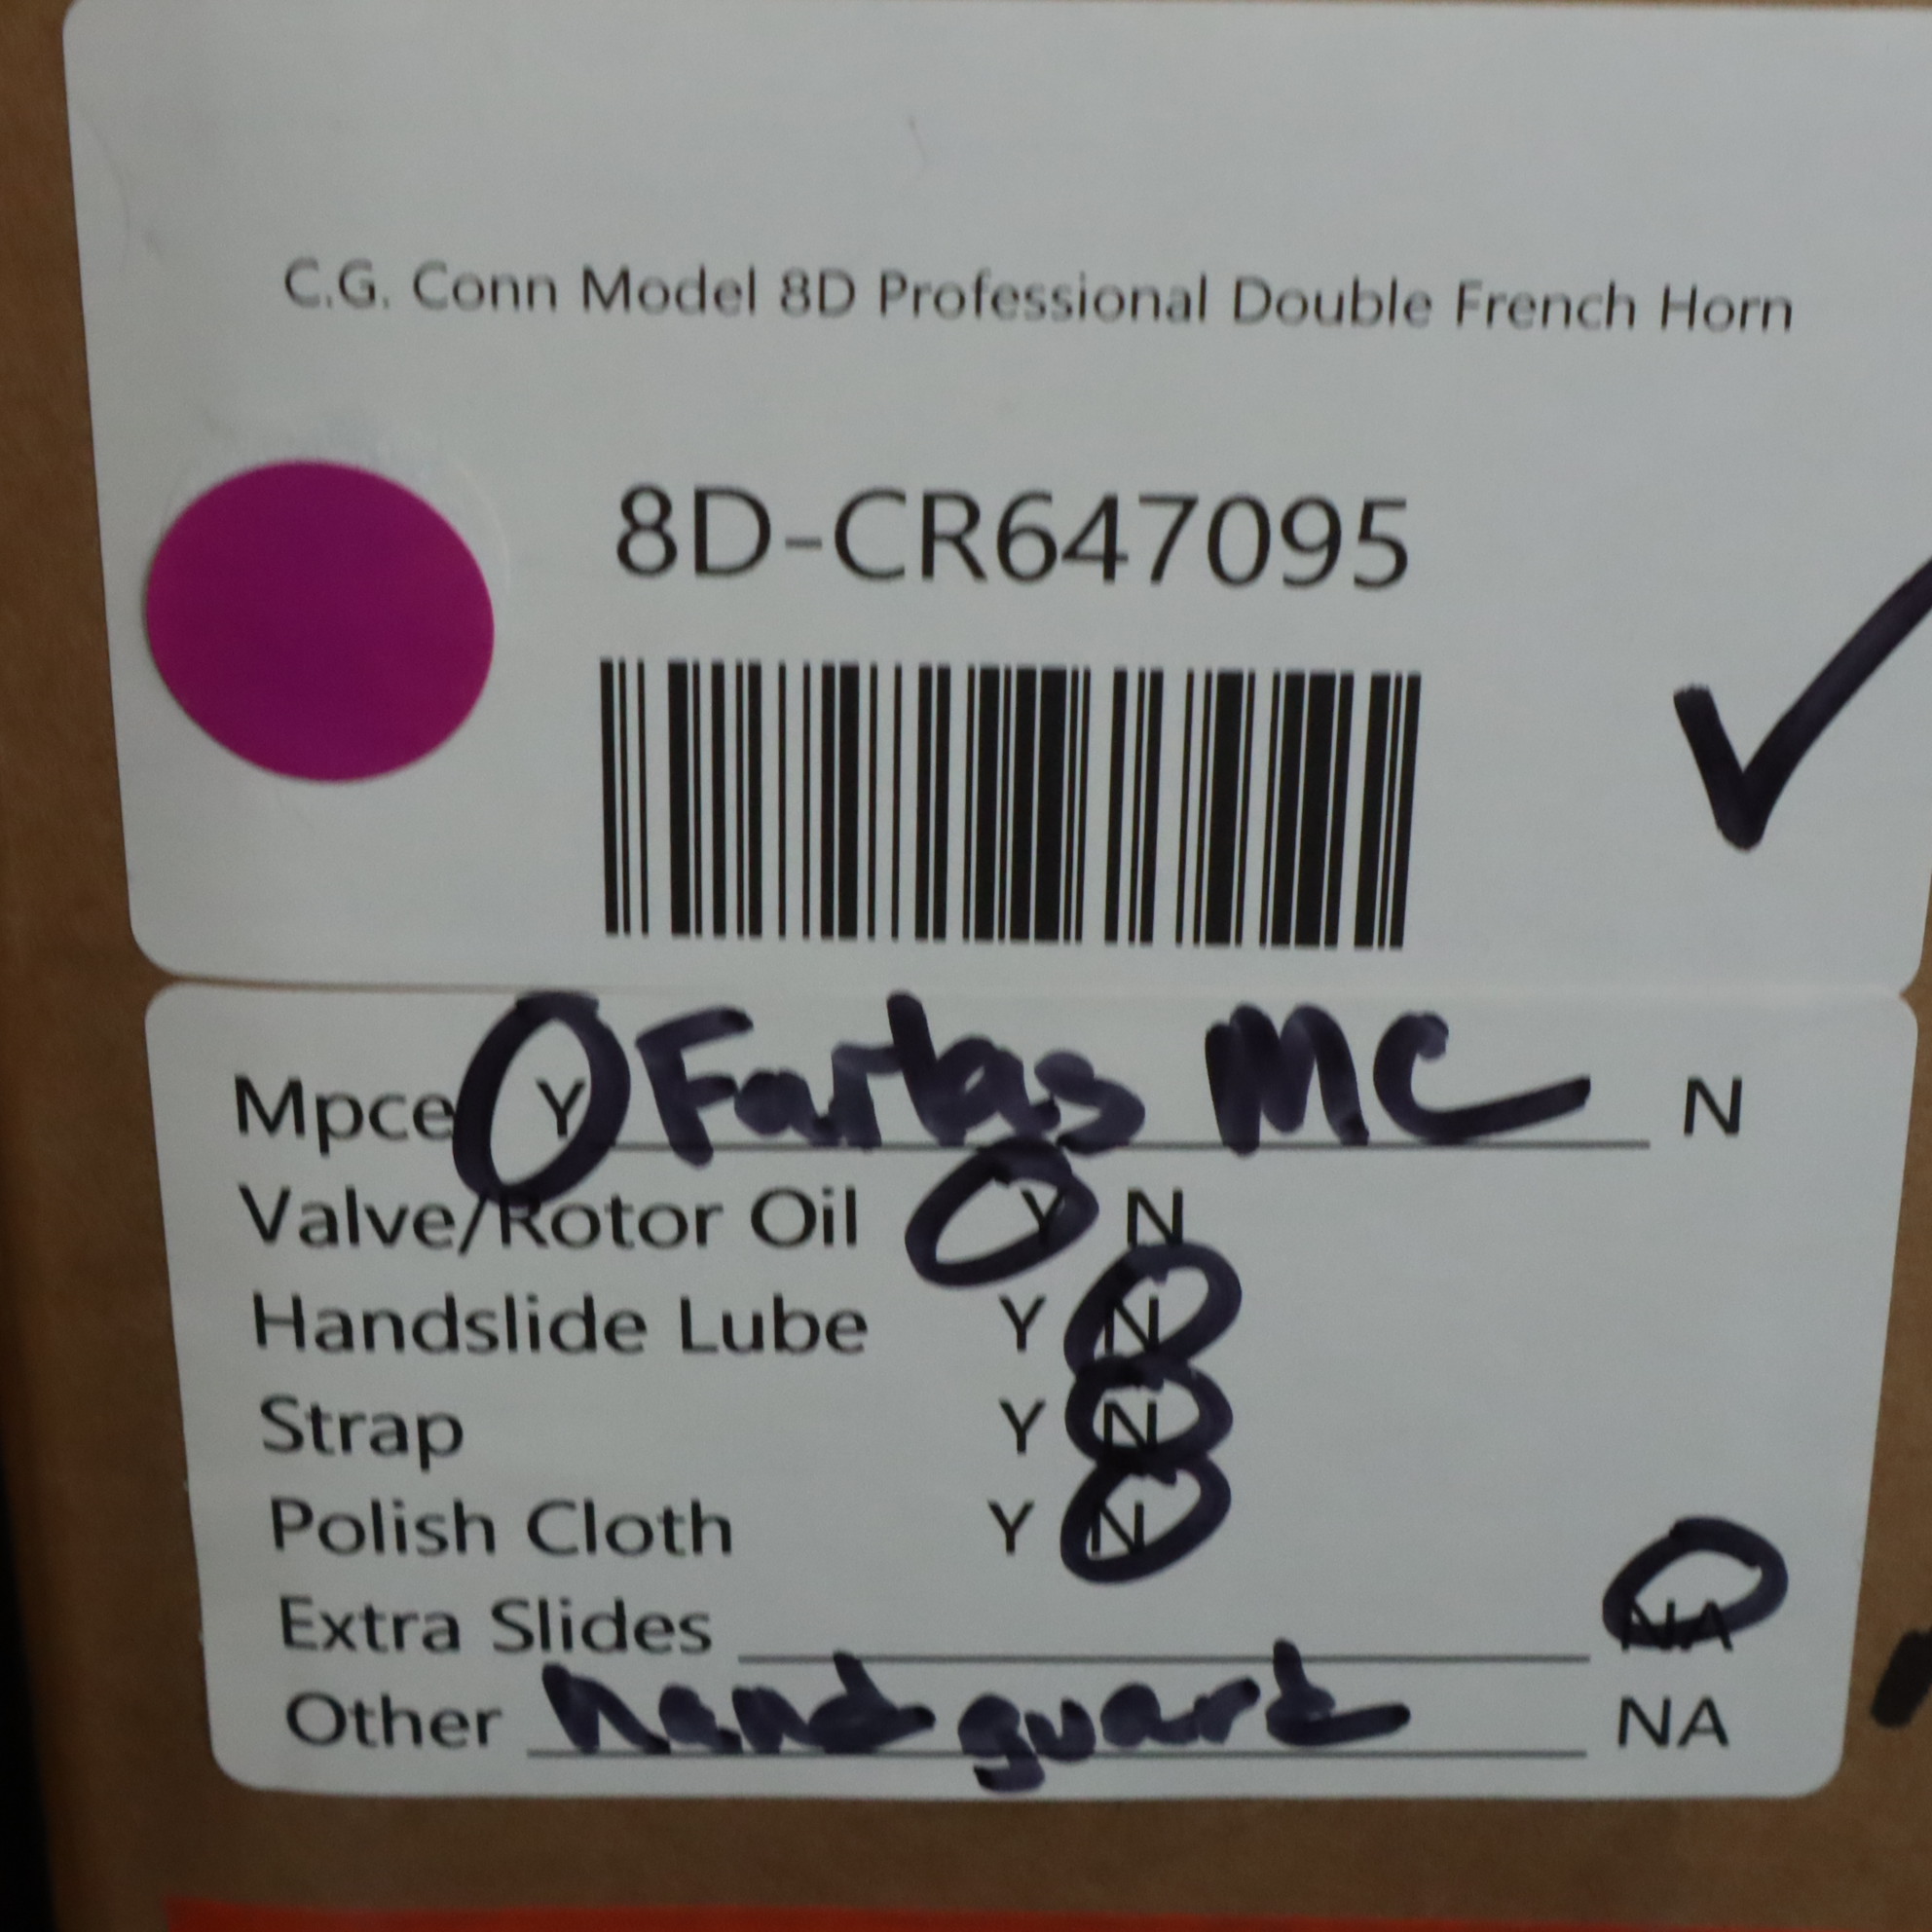 C.G. Conn Model 8D Professional Double French Horn
8D-CR647095
Mpce Y Farkas MC N
Valve/Rotor Oil Y N
Handslide Lube Y N
Strap Y N
Polish Cloth Y N
Extra Slides NA
Other hand guard NA